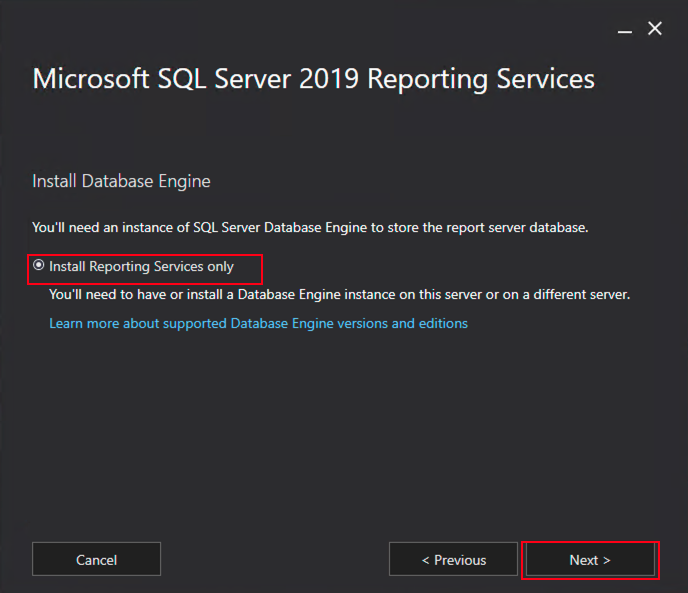 Microsoft SQL Server 2019 Reporting Services
Install Database Engine
You'll need an instance of SQL Server Database Engine to store the report server database.
Install Reporting Services only
You'll need to have or install a Database Engine instance on this server or on a different server.
Learn more about supported Database Engine versions and editions
Cancel
< Previous
Next >